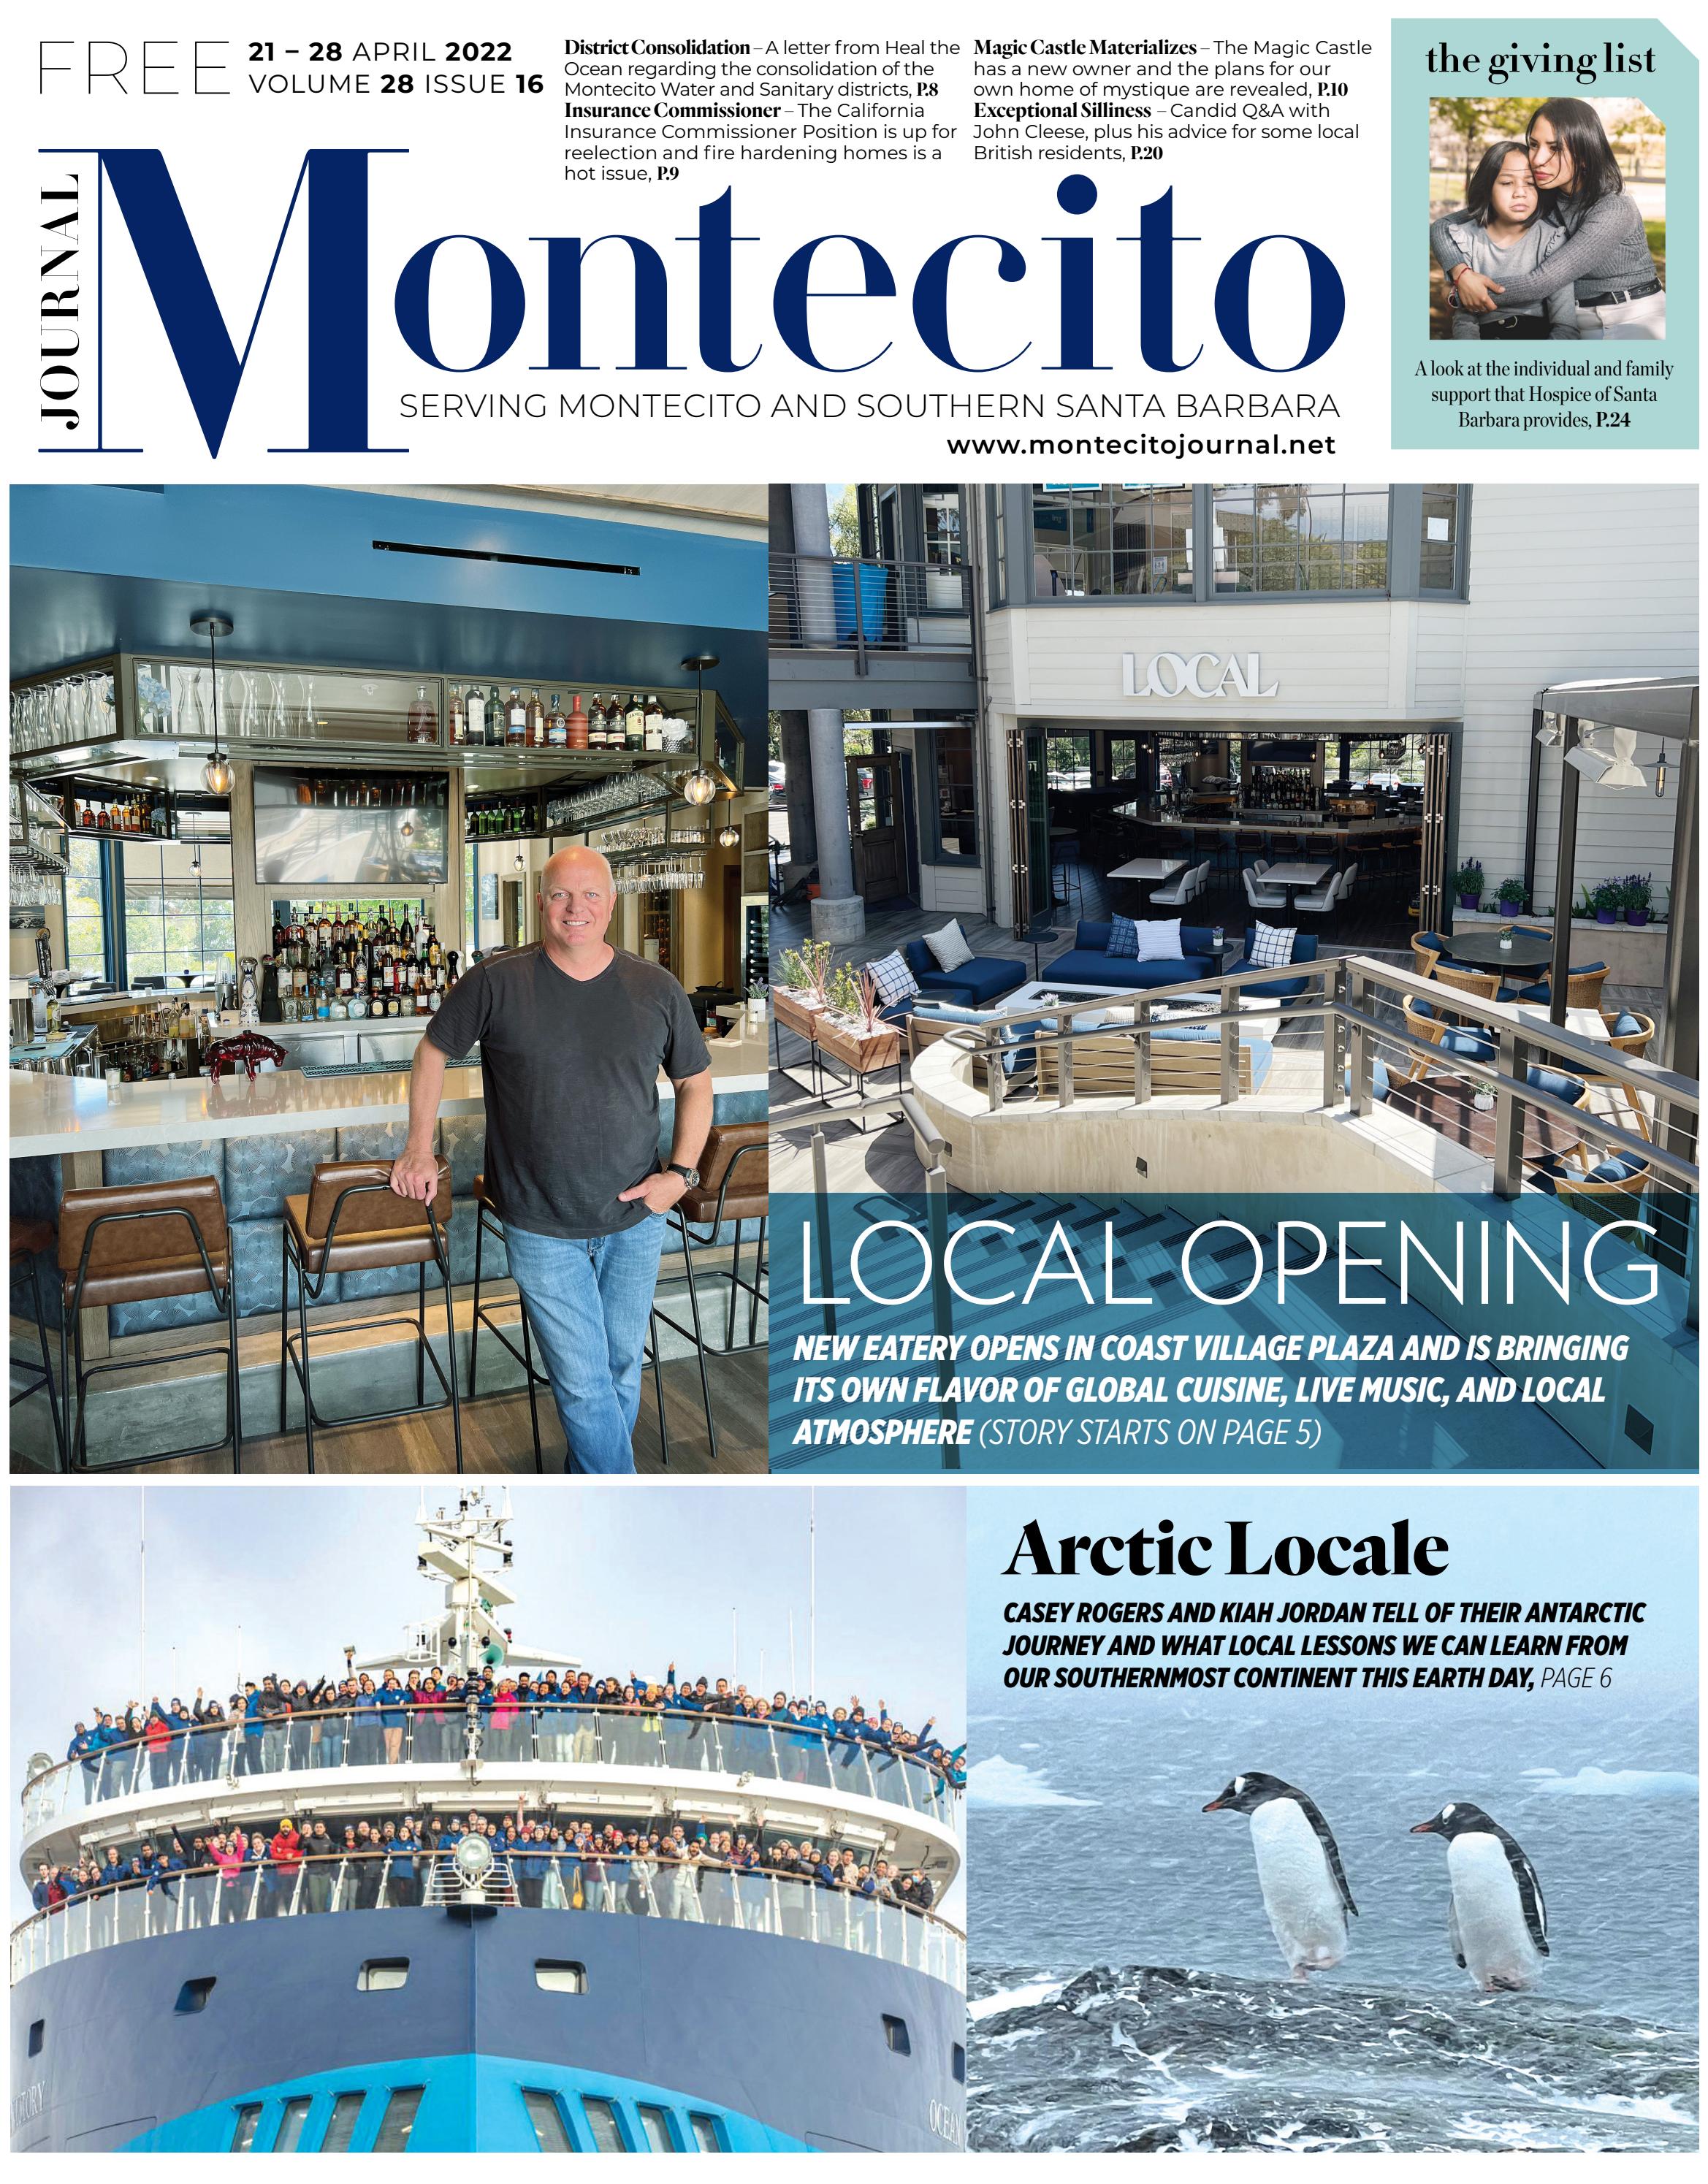 FREE
21 – 28 APRIL 2022
VOLUME 28 ISSUE 16
District Consolidation – A letter from Heal the
Ocean regarding the consolidation of the
Montecito Water and Sanitary districts, P.8
Insurance Commissioner – The California
Insurance Commissioner Position is up for
reelection and fire hardening homes is a
hot issue, P.9
Magic Castle Materializes – The Magic Castle
has a new owner and the plans for our
own home of mystique are revealed, P.10
Exceptional Silliness – Candid Q&A with
John Cleese, plus his advice for some local
British residents, P.20
the giving list
A look at the individual and family
support that Hospice of Santa
Barbara provides, P.24
JOURNAL
Montecito
SERVING MONTECITO AND SOUTHERN SANTA BARBARA
www.montecitojournal.net
LOCAL
LOCAL OPENING
NEW EATERY OPENS IN COAST VILLAGE PLAZA AND IS BRINGING
ITS OWN FLAVOR OF GLOBAL CUISINE, LIVE MUSIC, AND LOCAL
ATMOSPHERE (STORY STARTS ON PAGE 5)
Arctic Locale
CASEY ROGERS AND KIAH JORDAN TELL OF THEIR ANTARCTIC
JOURNEY AND WHAT LOCAL LESSONS WE CAN LEARN FROM
OUR SOUTHERNMOST CONTINENT THIS EARTH DAY, PAGE 6
OCEAN